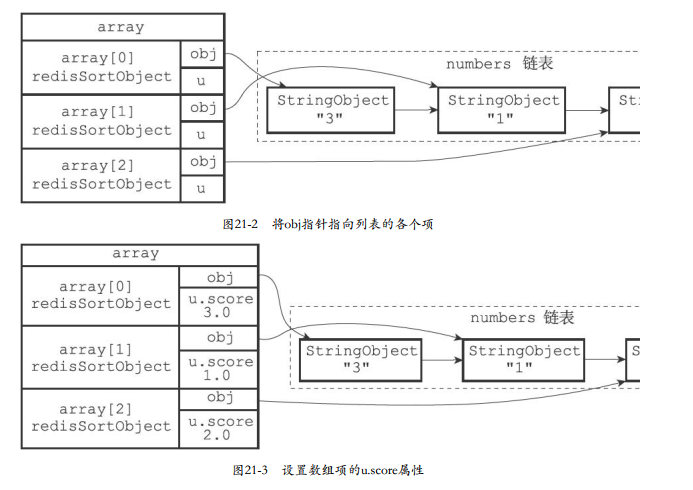 array
array[0]
redisSortObject
obj
u
array[1]
redisSortObject
obj
u
array[2]
redisSortObject
obj
u
numbers 链表
StringObject
"3"
StringObject
"1"
St
图21-2 将obj指针指向列表的各个项
array
array[0]
redisSortObject
obj
u.score
3.0
array[1]
redisSortObject
obj
u.score
1.0
array[2]
redisSortObject
obj
u.score
2.0
numbers 链表
StringObject
"3"
StringObject
"1"
S
图21-3 设置数组项的u.score属性